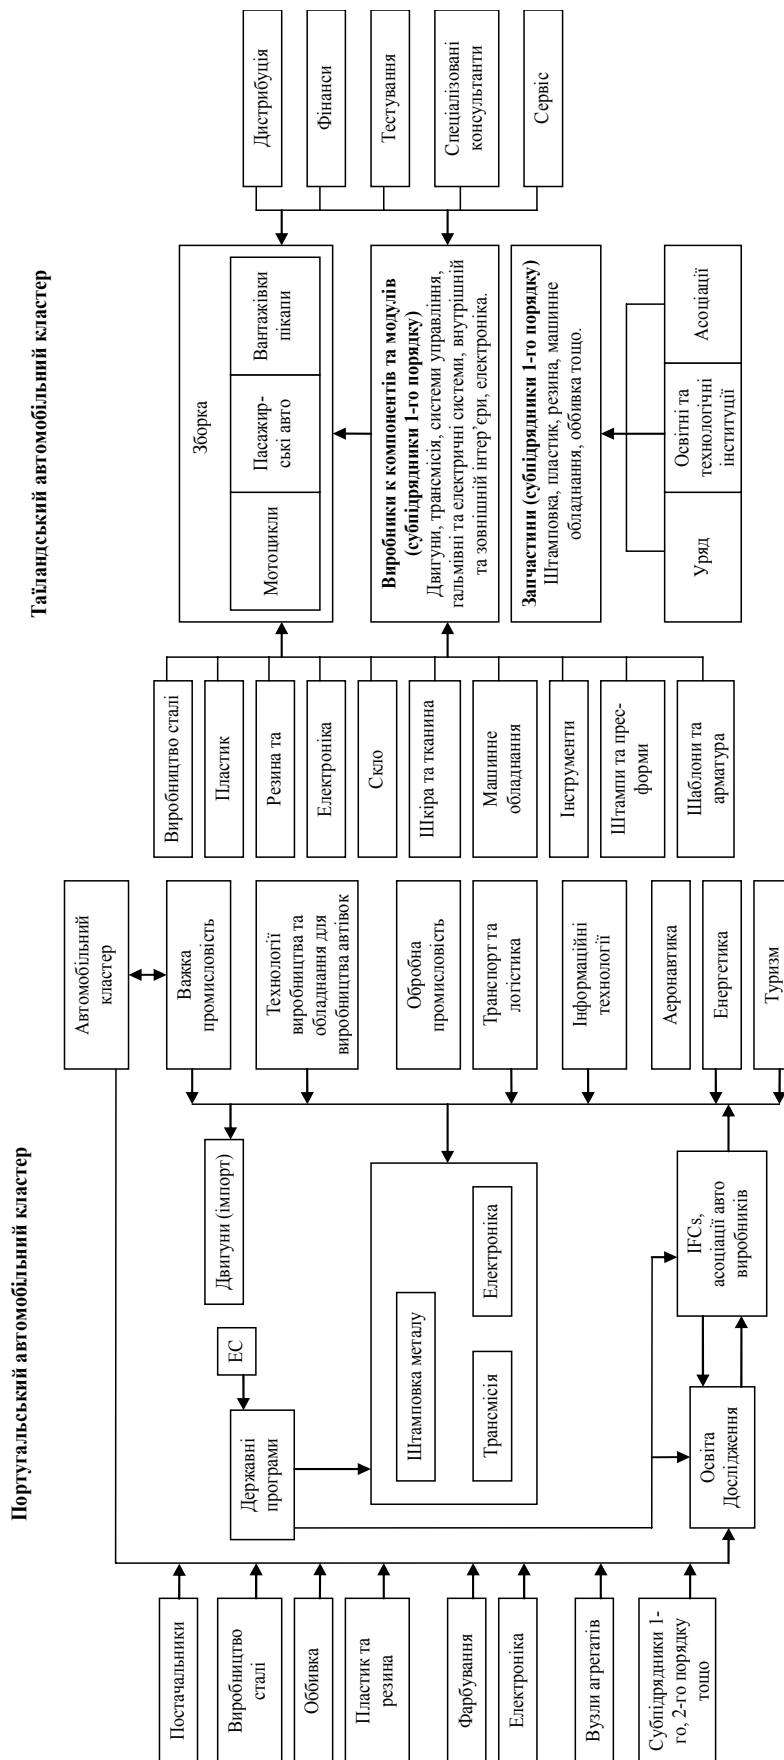 Португальський автомобільний кластер
Постачальники
Виробництво
сталі
Оббивка
Пластик та
резина
Фарбування
Електроніка
Вузли агрегатів
Субпідрядники 1-
го, 2-го порядку
тощо
Державні
програми
ЕС
Двигуни (імпорт)
Штамповка металу
Трансмісія
Електроніка
Освіта
Дослідження
IFCs,
асоціації авто
виробників
Автомобільний
кластер
Важка
промисловість
Технології
виробництва та
обладнання для
виробництва автівок
Обробна
промисловість
Транспорт та
логістика
Інформаційні
технології
Аеронавтика
Енергетика
Туризм
Таїландський автомобільний кластер
Виробництво сталі
Пластик
Резина та
Електроніка
Скло
Шкіра та тканина
Машинне
обладнання
Інструменти
Штампи та прес-
форми
Шаблони та
арматура
Зборка
Мотоцикли
Пасажир-
ські авто
Вантажівки
пікапи
Виробники к компонентів та модулів
(субпідрядники 1-го порядку)
Двигуни, трансмісія, системи управління,
гальмівні та електричні системи, внутрішній
та зовнішній інтер’єри, електроніка.
Запчастини (субпідрядники 1-го порядку)
Штамповка, пластик, резина, машинне
обладнання, оббивка тощо.
Уряд
Освітні та
технологічні
інституції
Асоціації
Дистрибуція
Фінанси
Тестування
Спеціалізовані
консультанти
Сервіс